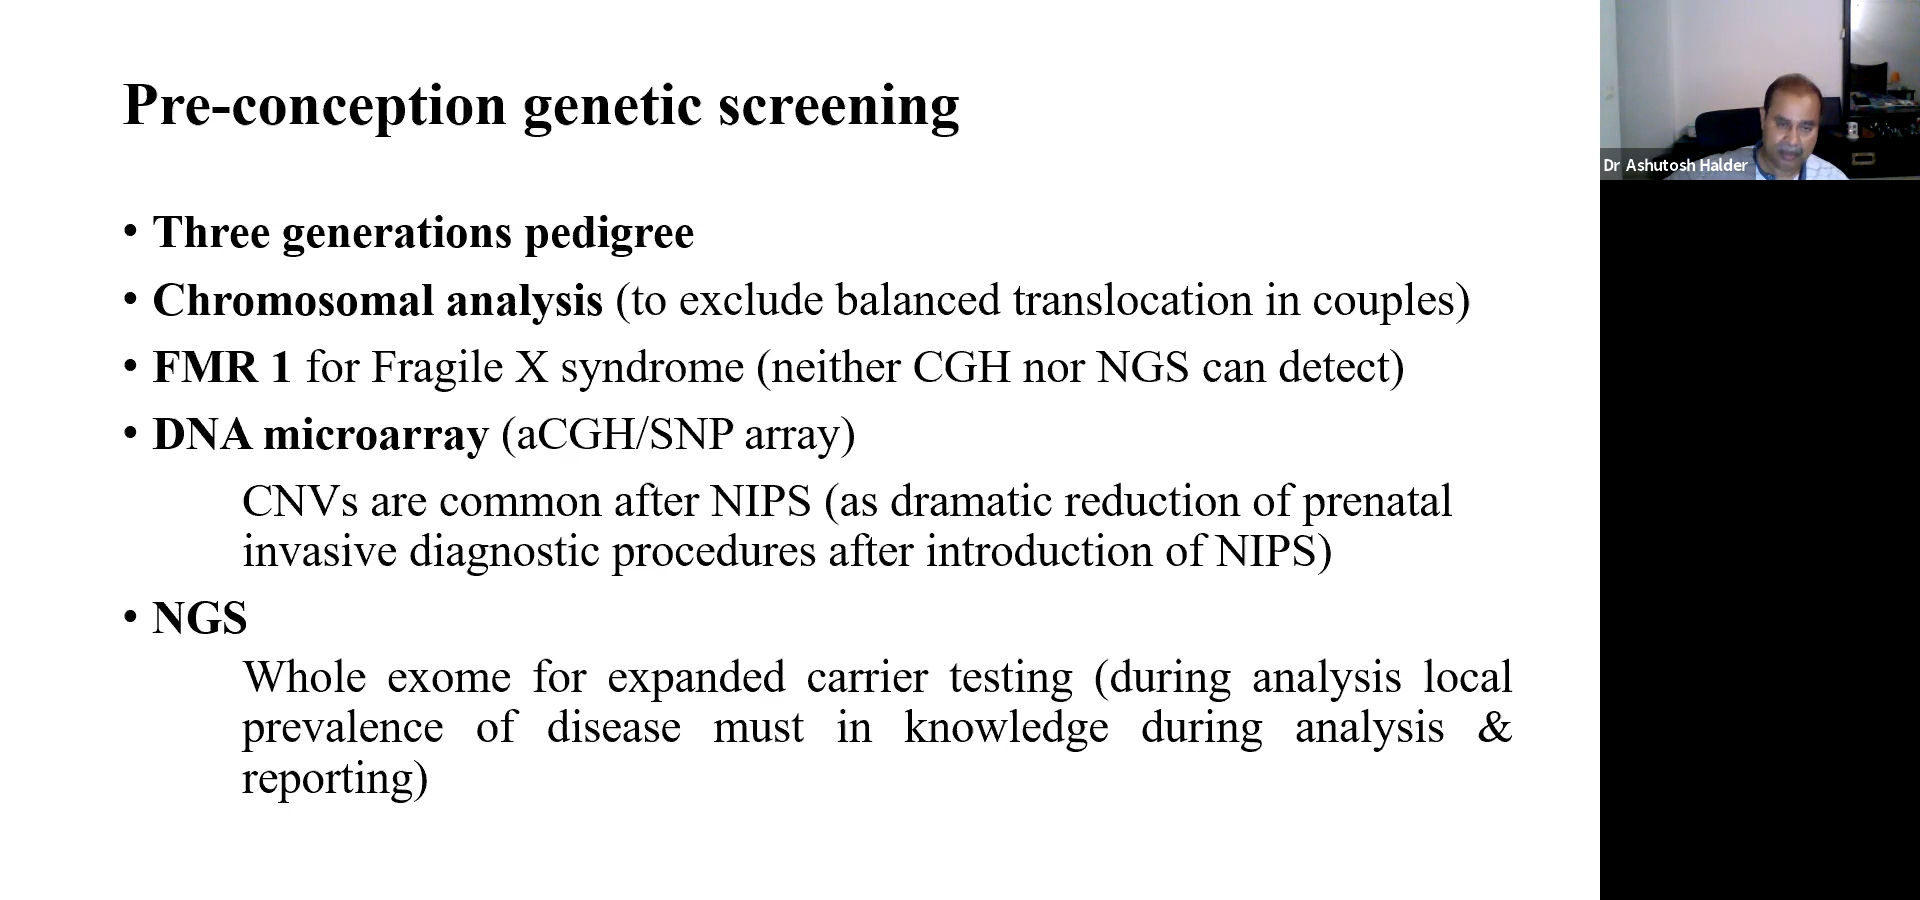 Pre-conception genetic screening
• Three generations pedigree
• Chromosomal analysis (to exclude balanced translocation in couples)
• FMR 1 for Fragile X syndrome (neither CGH nor NGS can detect)
• DNA microarray (aCGH/SNP array)
CNVs are common after NIPS (as dramatic reduction of prenatal
invasive diagnostic procedures after introduction of NIPS)
• NGS
Whole exome for expanded carrier testing (during analysis local
prevalence of disease must in knowledge during analysis &
reporting)
Dr Ashutosh Halder